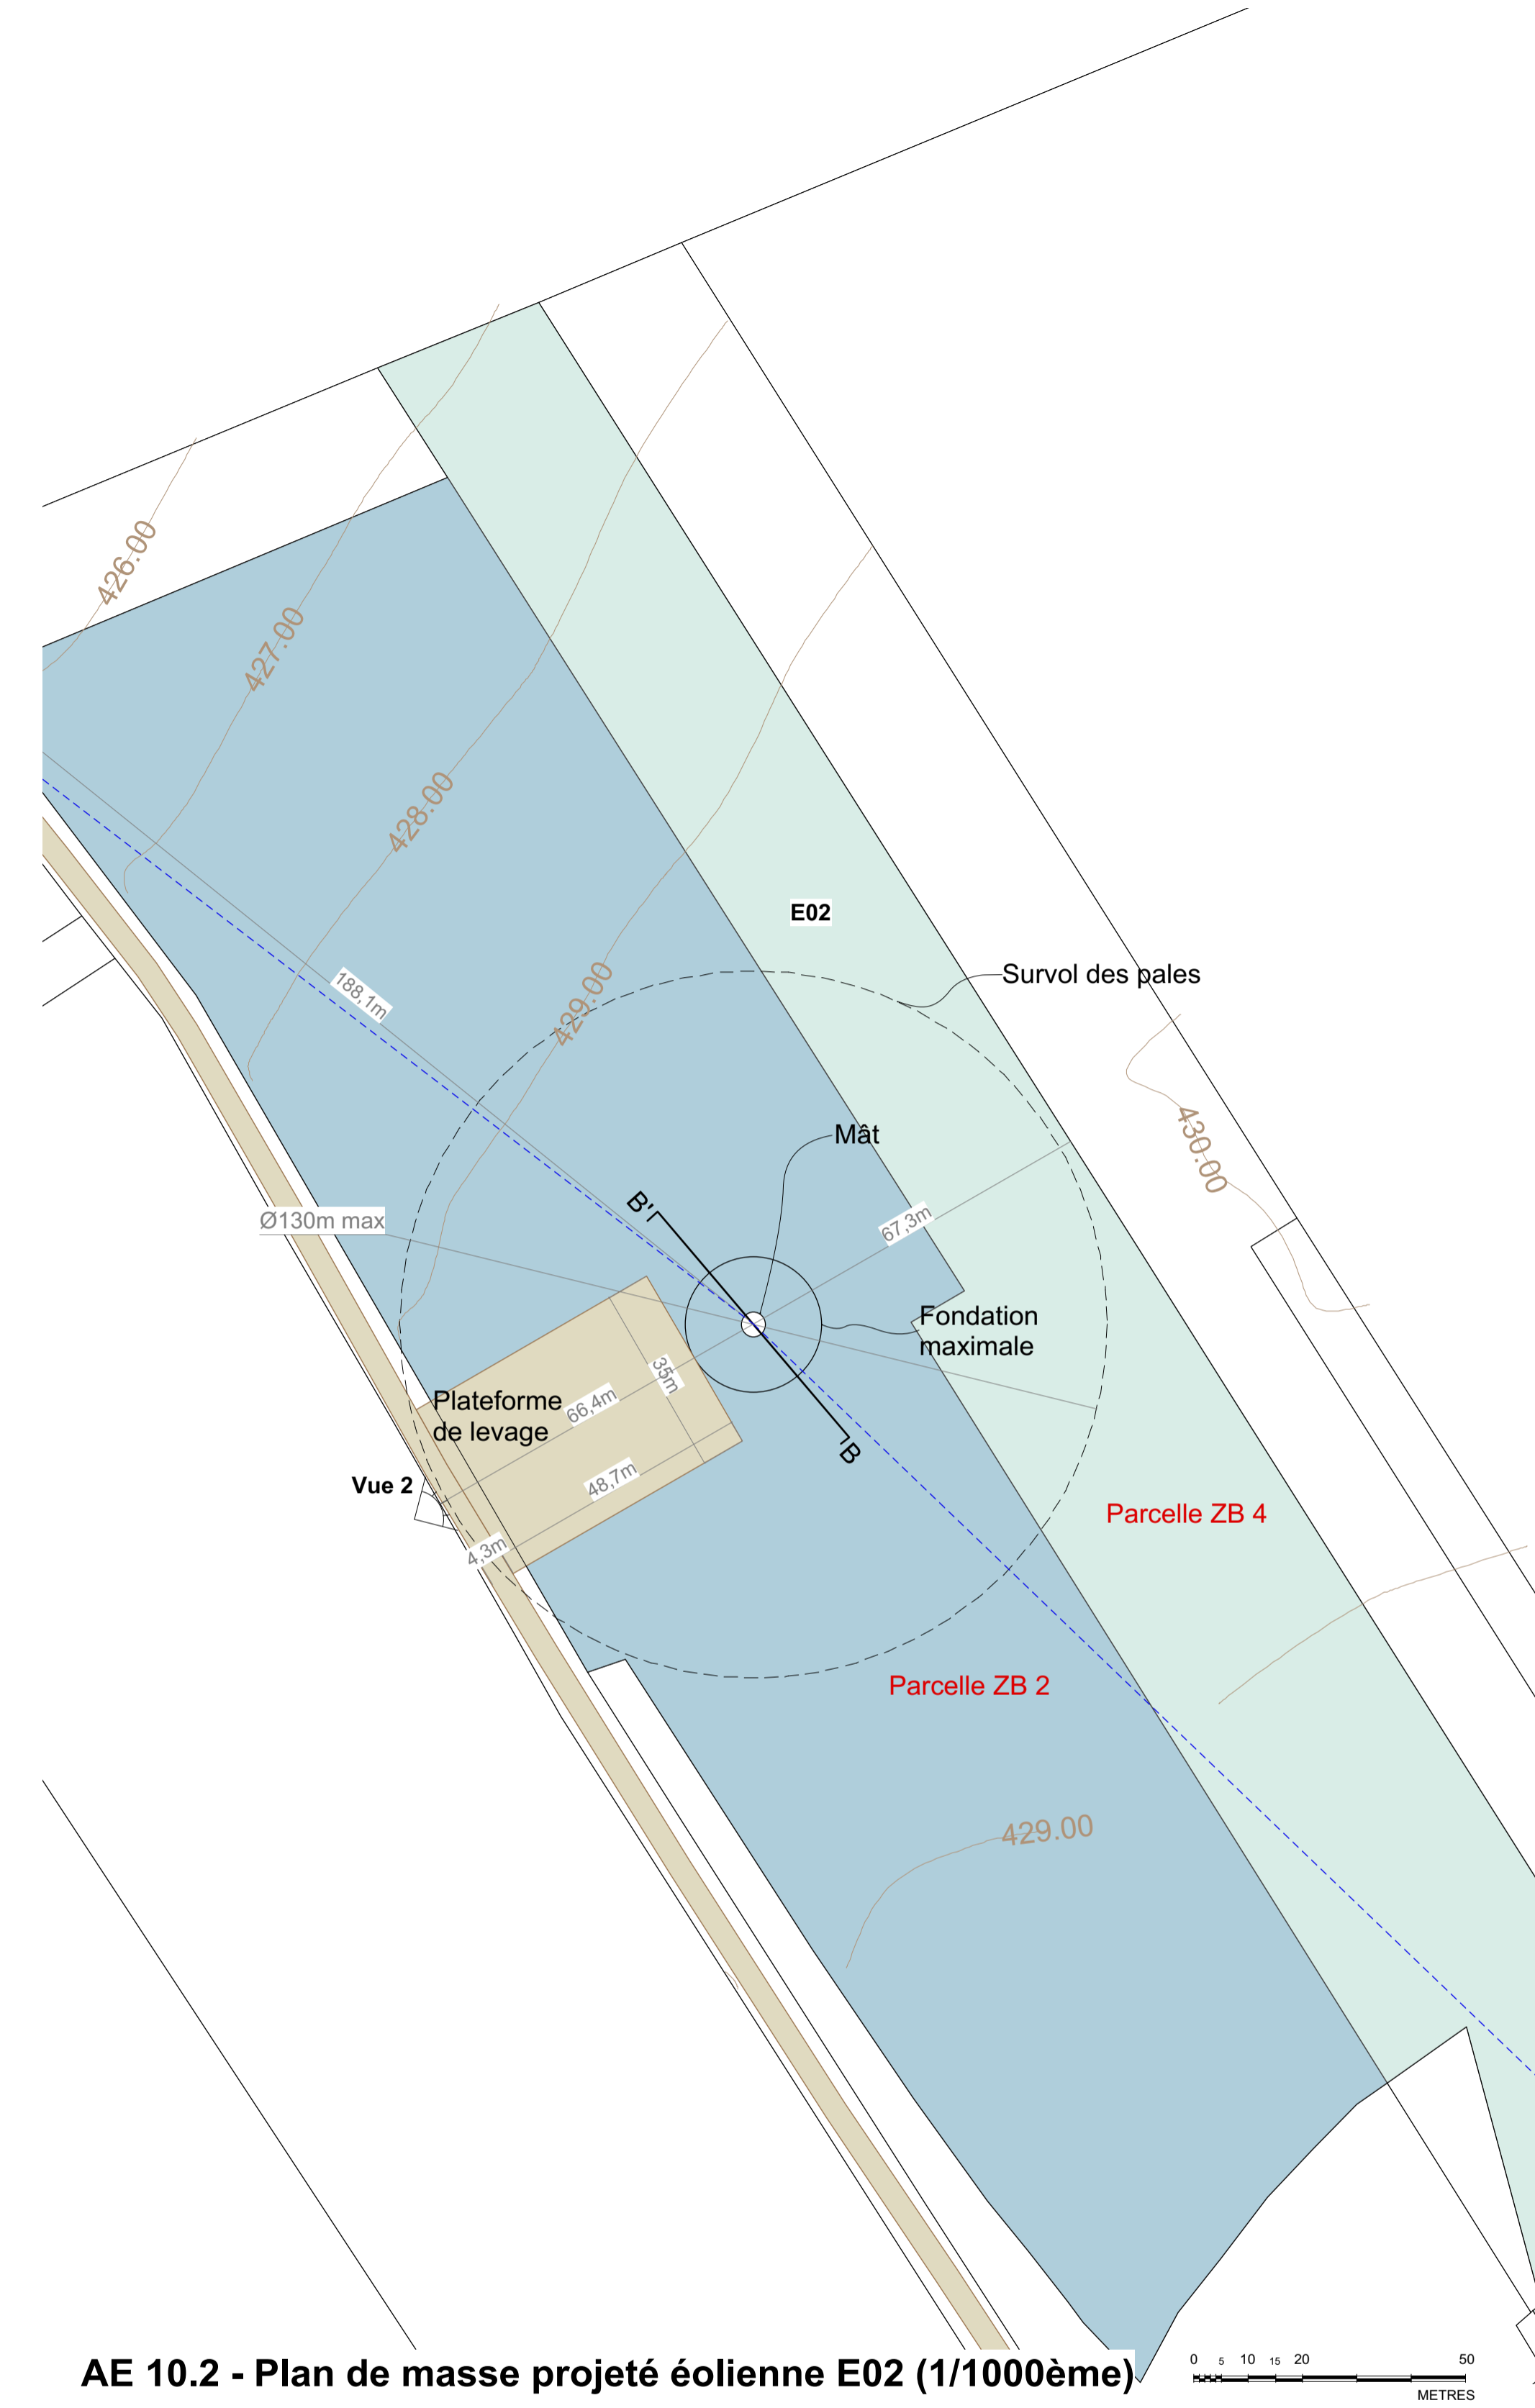 426.00
427.00
428.00
E02
Survol des pales
188,1m
429.00
Mât
430.00
B'
67,3m
Ø130m max
Fondation
maximale
35m
Plateforme
de levage
66,4m
B
48,7m
Vue 2
Parcelle ZB 4
4,3m
Parcelle ZB 2
429.00
AE 10.2 - Plan de masse projeté éolienne E02 (1/1000ème)
0 5 10 15 20 50
METRES